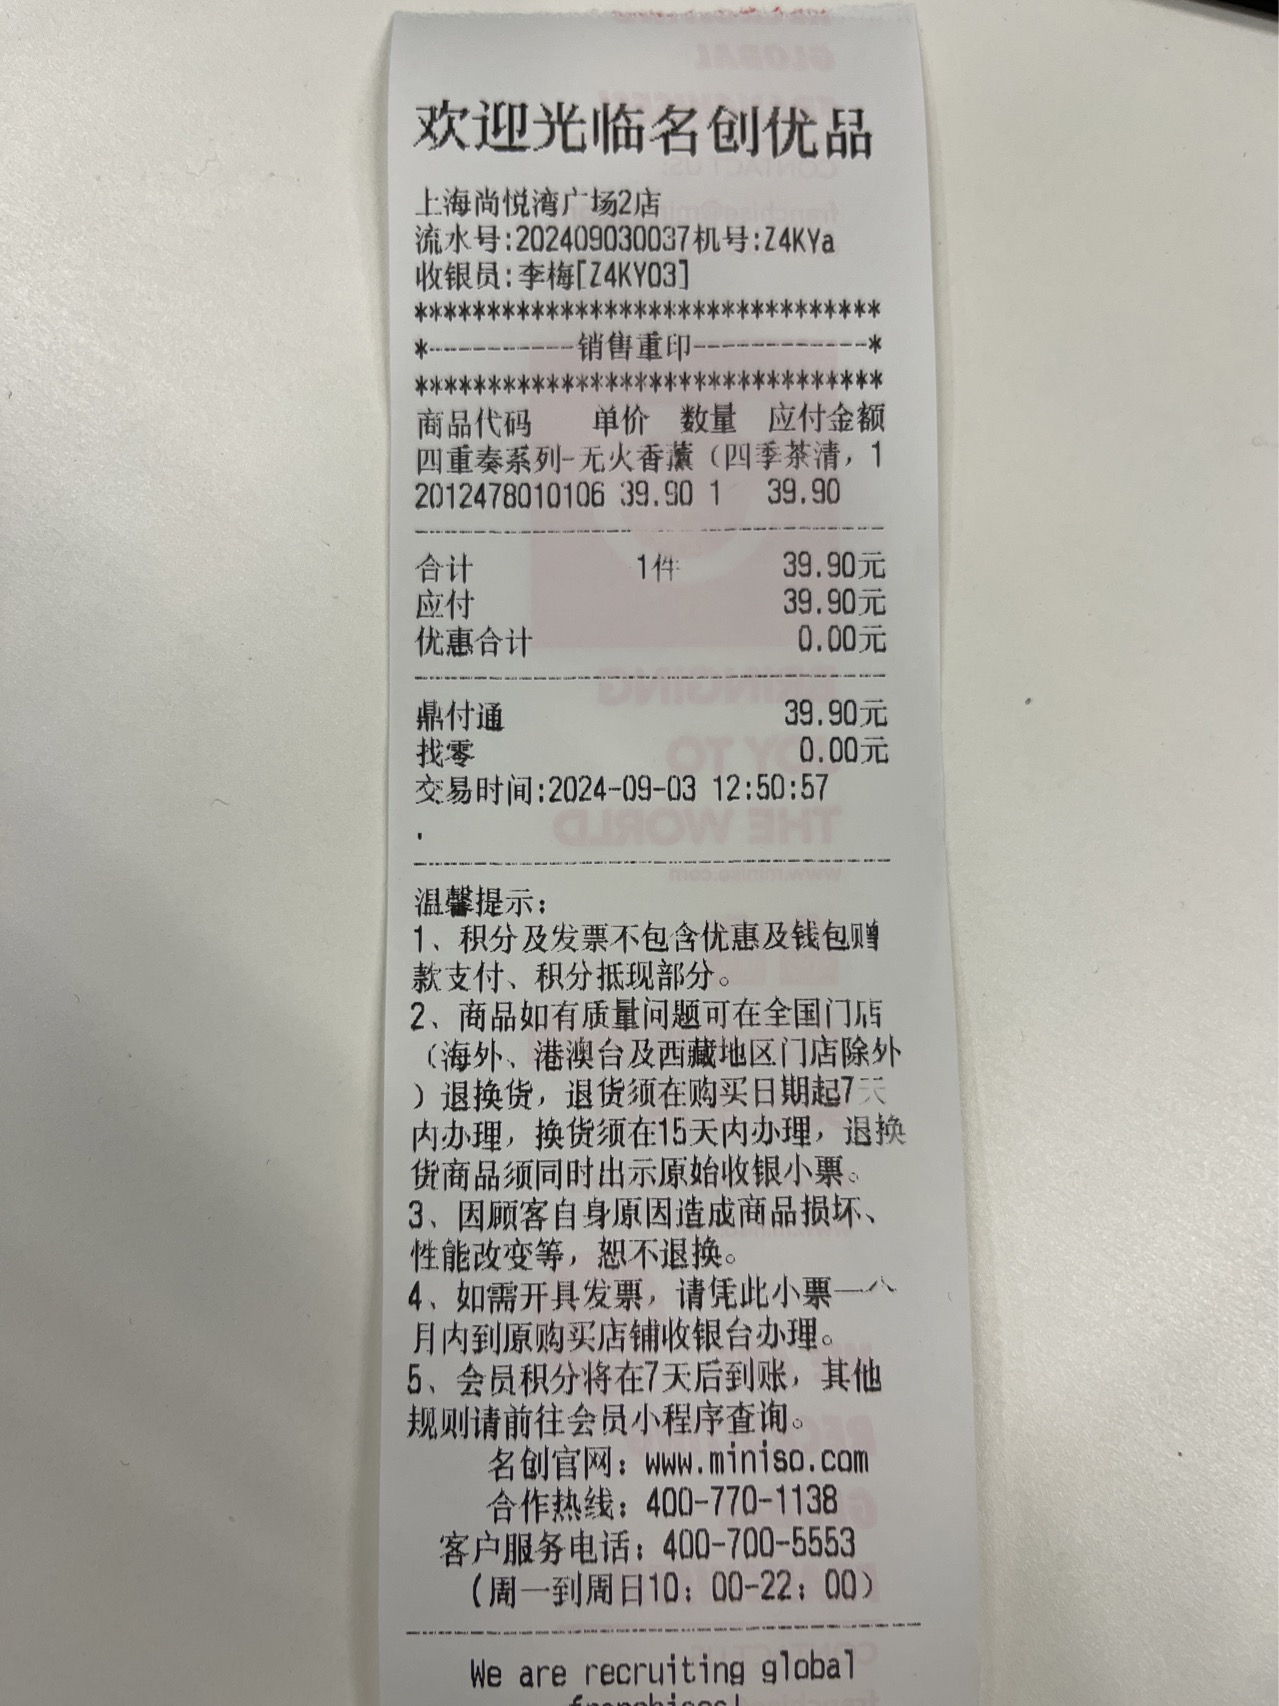 欢迎光临名创优品
上海尚悦湾广场2店
流水号:202409030037机号:Z4KYa
收银员:李梅[Z4KY03]
********************************
*----------销售重印------------*
********************************
商品代码 单价 数量 应付金额
四重奏系列-无火香薰（四季茶清，1
2012478010106 39.90 1 39.90
合计 1件 39.90元
应付 39.90元
优惠合计 0.00元
鼎付通 39.90元
找零 0.00元
交易时间:2024-09-03 12:50:57
.
温馨提示：
1、积分及发票不包含优惠及钱包赠
款支付、积分抵现部分。
2、商品如有质量问题可在全国门店
（海外、港澳台及西藏地区门店除外
）退换货，退货须在购买日期起7天
内办理，换货须在15天内办理，退换
货商品须同时出示原始收银小票。
3、因顾客自身原因造成商品损坏、
性能改变等，恕不退换。
4、如需开具发票，请凭此小票一个
月内到原购买店铺收银台办理。
5、会员积分将在7天后到账，其他
规则请前往会员小程序查询。
名创官网：www.miniso.com
合作热线：400-770-1138
客户服务电话：400-700-5553
（周一到周日10：00-22：00）
We are recruiting global